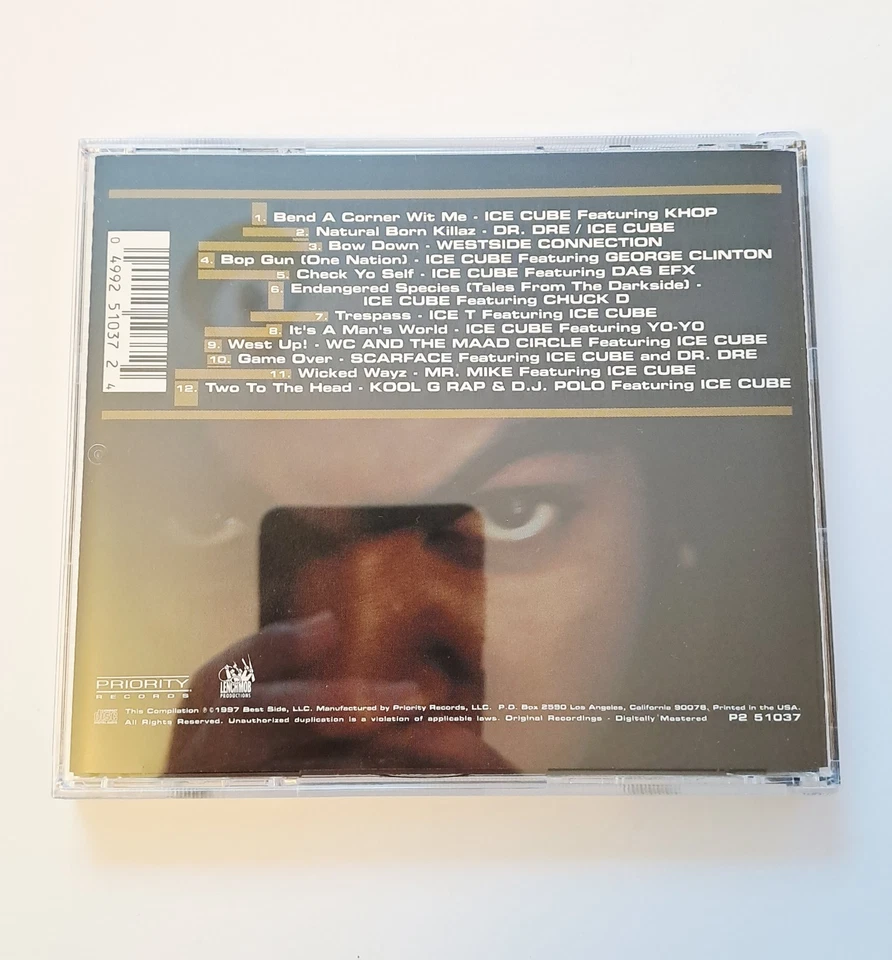 1. Bend A Corner Wit Me - ICE CUBE Featuring KHOP
2. Natural Born Killaz - DR. DRE / ICE CUBE
3. Bow Down - WESTSIDE CONNECTION
4. Bop Gun (One Nation) - ICE CUBE Featuring GEORGE CLINTON
5. Check Yo Self - ICE CUBE Featuring DAS EFX
6. Endangered Species (Tales From The Darkside) -
ICE CUBE Featuring CHUCK D
7. Trespass - ICE T Featuring ICE CUBE
8. It's A Man's World - ICE CUBE Featuring YO-YO
9. West Up! - WC AND THE MAAD CIRCLE Featuring ICE CUBE
10. Game Over - SCARFACE Featuring ICE CUBE and DR. DRE
11. Wicked Wayz - MR. MIKE Featuring ICE CUBE
12. Two To The Head - KOOL G RAP & D.J. POLO Featuring ICE CUBE
0 4992 51037 2 4
PRIORITY
RECORDS
LENCHMOB
PRODUCTIONS
This Compilation ℗©1997 Best Side, LLC. Manufactured by Priority Records, LLC. P.O. Box 2590 Los Angeles, California 90078, Printed in the USA.
All Rights Reserved. Unauthorized duplication is a violation of applicable laws. Original Recordings - Digitally Mastered
P2 51037